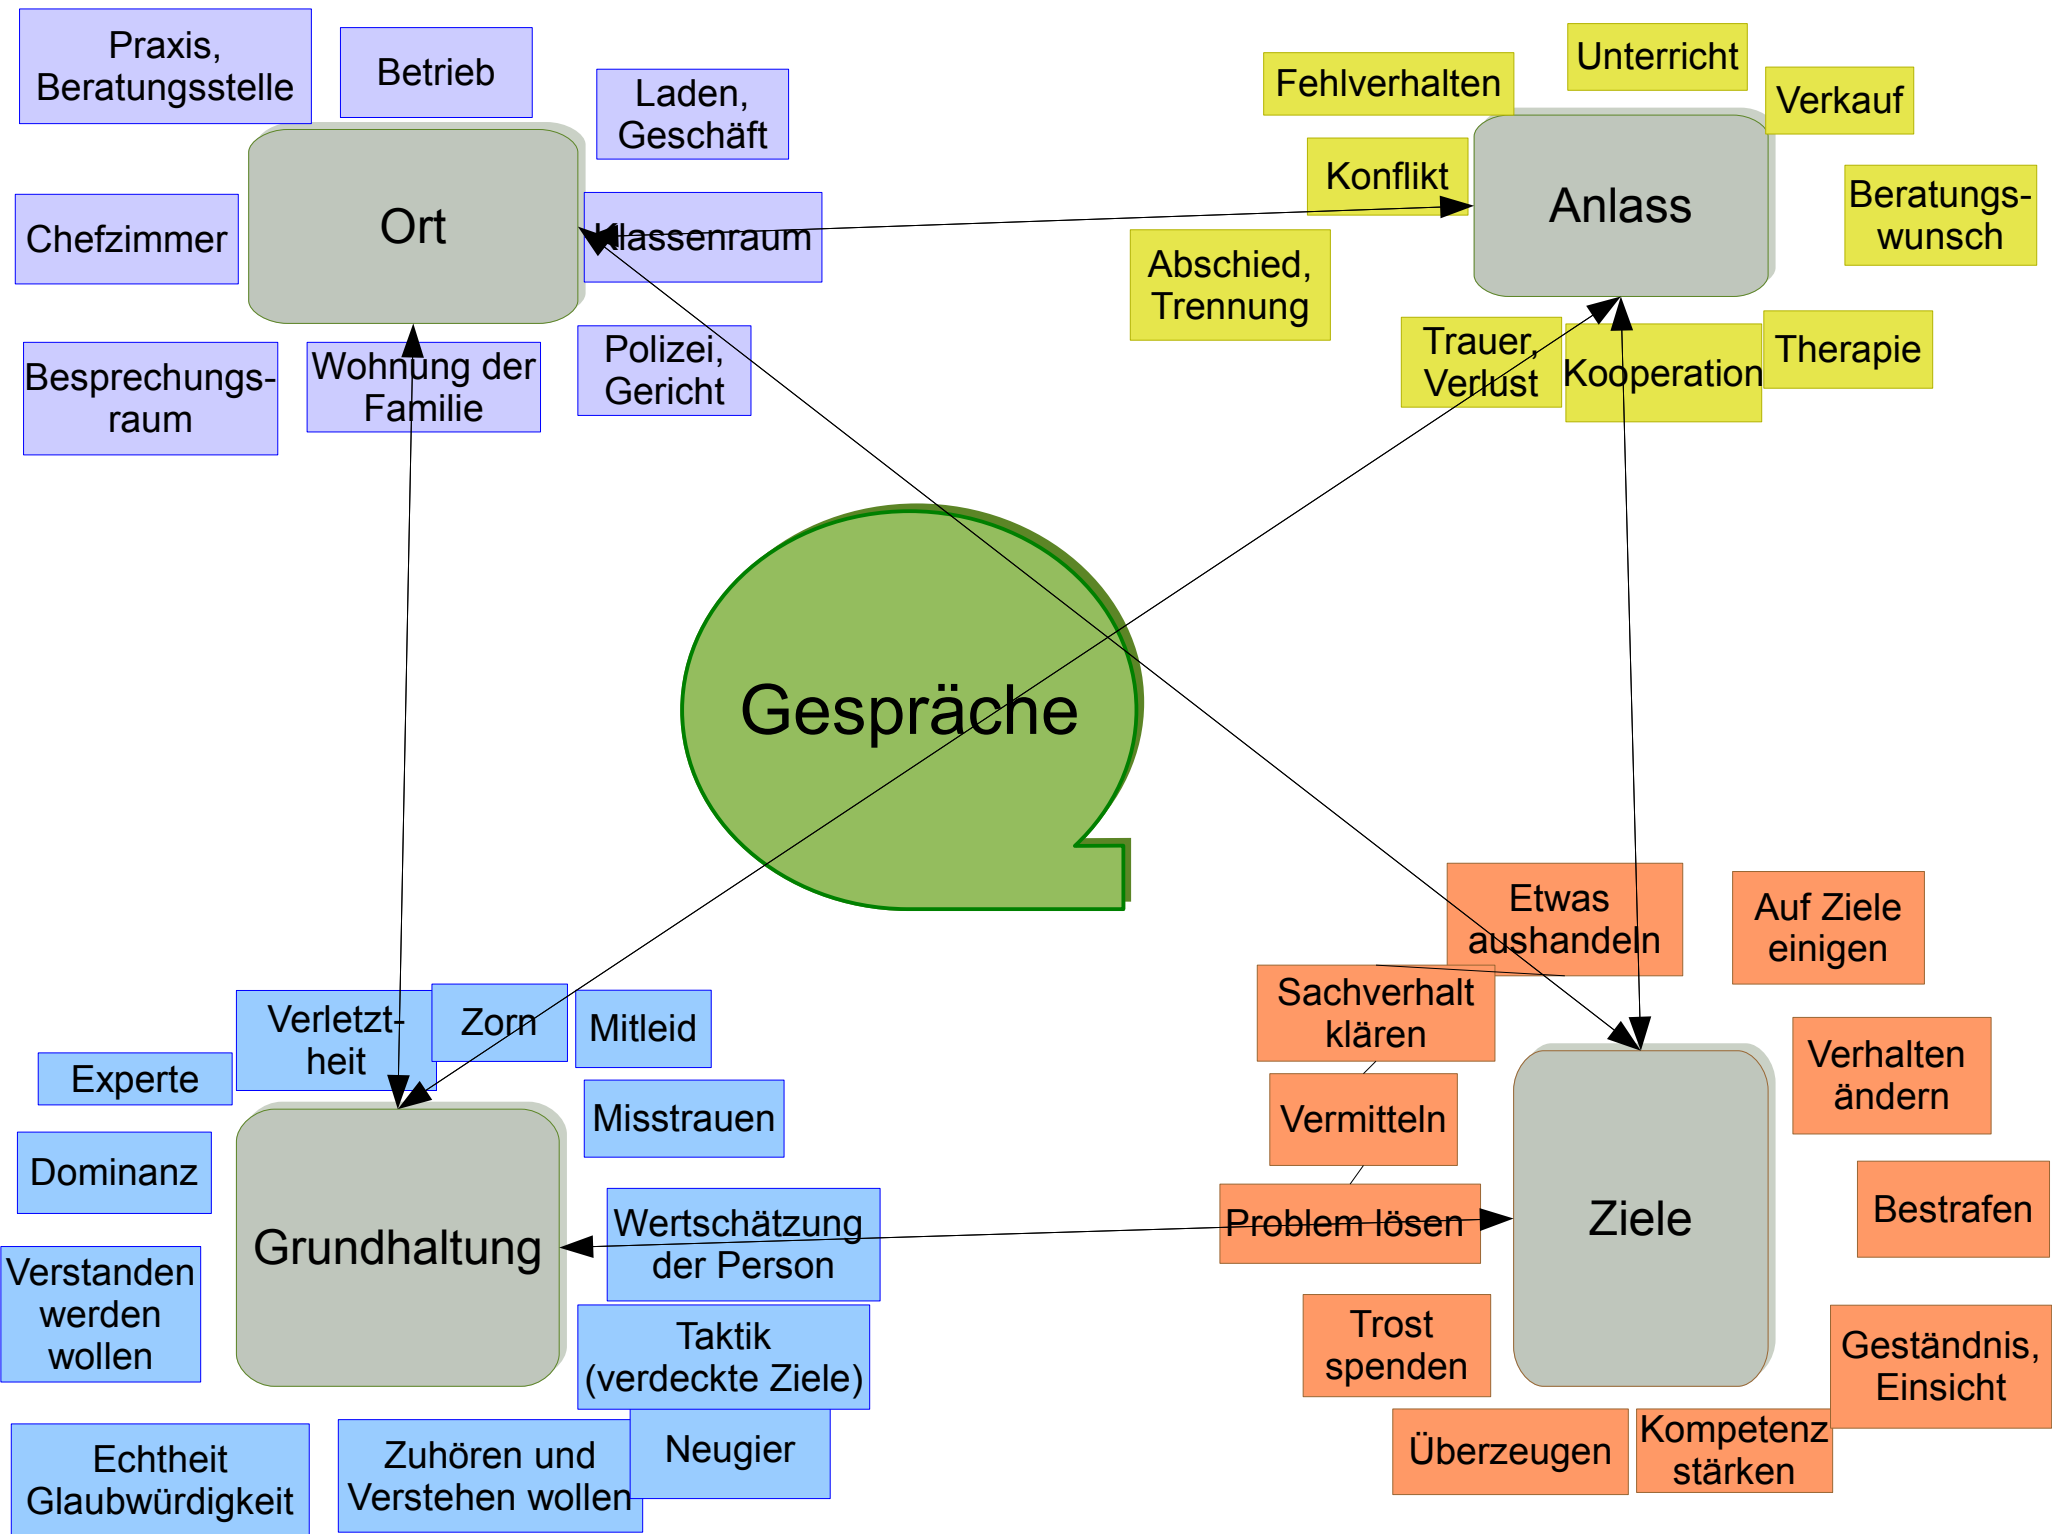 Praxis,
Beratungsstelle
Betrieb
Laden,
Geschäft
Chefzimmer
Ort
Klassenraum
Besprechungs-
raum
Wohnung der
Familie
Polizei,
Gericht
Fehlverhalten
Unterricht
Verkauf
Konflikt
Anlass
Beratungs-
wunsch
Abschied,
Trennung
Trauer,
Verlust
Kooperation
Therapie
Gespräche
Verletzt-
heit
Zorn
Mitleid
Experte
Misstrauen
Dominanz
Grundhaltung
Wertschätzung
der Person
Verstanden
werden
wollen
Taktik
(verdeckte Ziele)
Echtheit
Glaubwürdigkeit
Zuhören und
Verstehen wollen
Neugier
Etwas
aushandeln
Auf Ziele
einigen
Sachverhalt
klären
Verhalten
ändern
Vermitteln
Problem lösen
Ziele
Bestrafen
Trost
spenden
Geständnis,
Einsicht
Überzeugen
Kompetenz
stärken